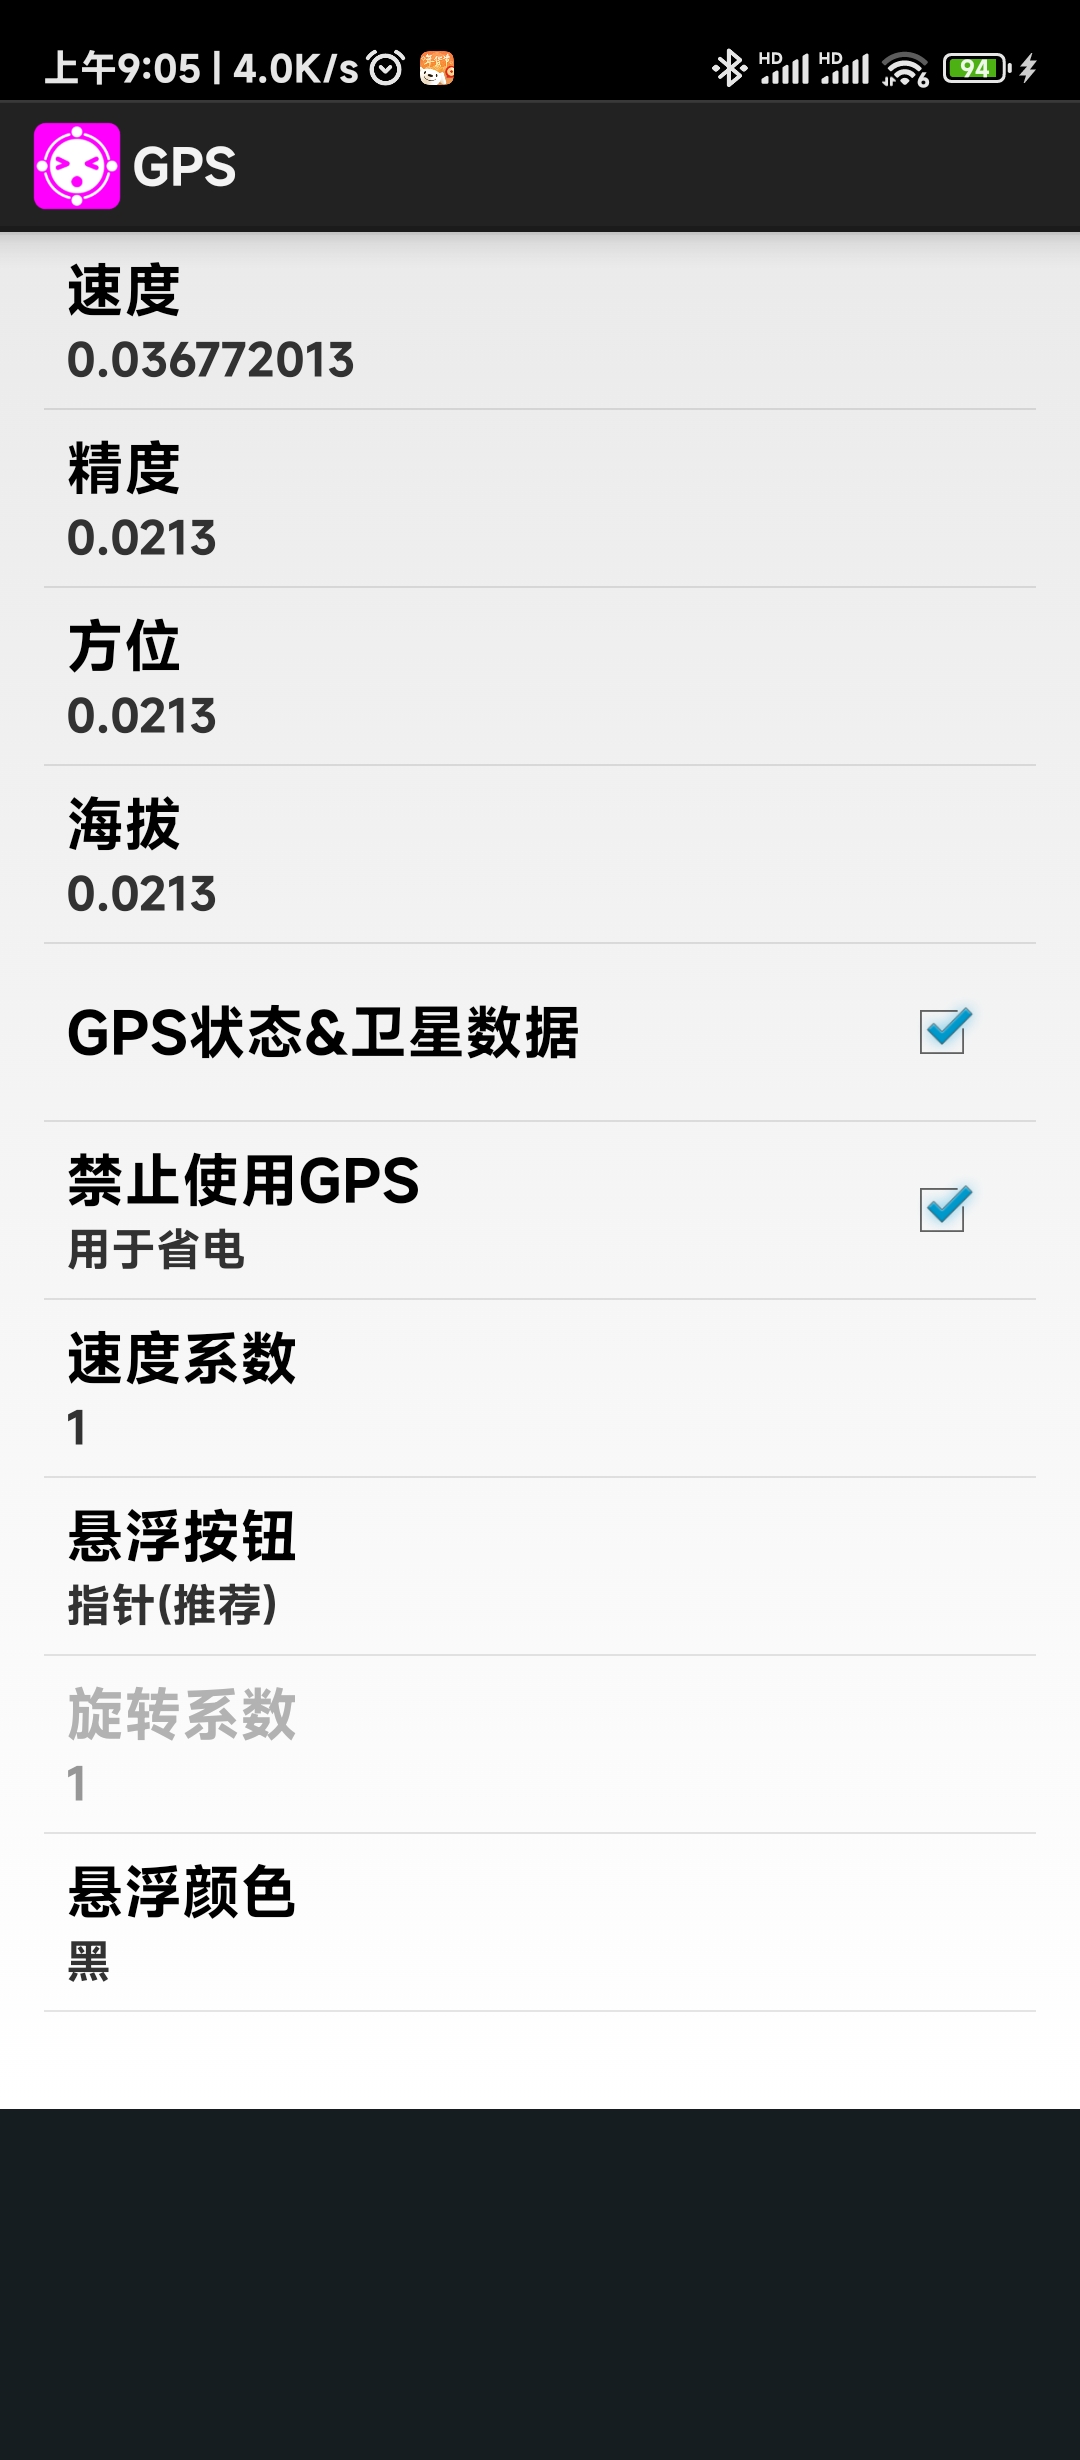 上午9:05 | 4.0K/s
HD HD 6 94
GPS
速度
0.036772013
精度
0.0213
方位
0.0213
海拔
0.0213
GPS状态&卫星数据
禁止使用GPS
用于省电
速度系数
1
悬浮按钮
指针(推荐)
旋转系数
1
悬浮颜色
黑